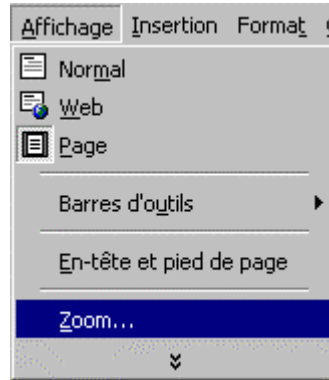 Affichage Insertion Format
Normal
Web
Page
Barres d'outils
En-tête et pied de page
Zoom...